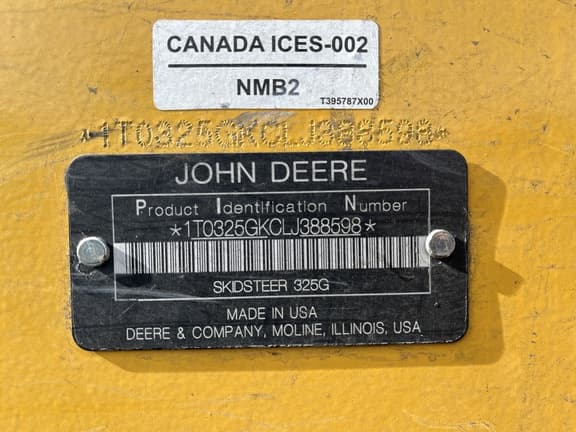 CANADA ICES-002
NMB2
T395787X00
*1T0325GKCLJ388598*
JOHN DEERE
Product Identification Number
*1T0325GKCLJ388598*
SKIDSTEER 325G
MADE IN USA
DEERE & COMPANY, MOLINE, ILLINOIS, USA